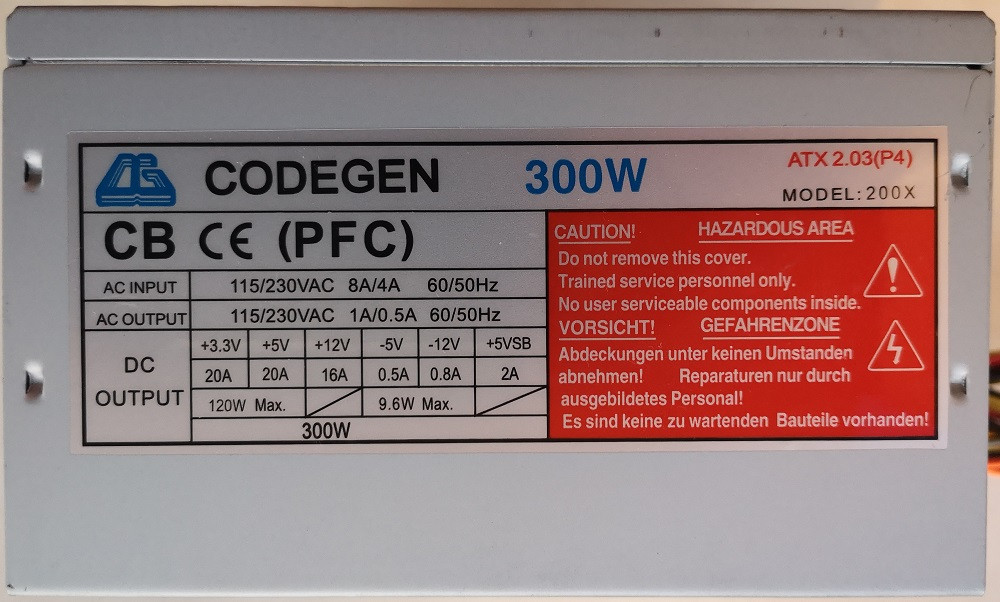 CODEGEN 300W ATX 2.03(P4)
MODEL: 200X
CB CE (PFC)
AC INPUT 115/230VAC 8A/4A 60/50Hz
AC OUTPUT 115/230VAC 1A/0.5A 60/50Hz
DC OUTPUT
+3.3V +5V +12V -5V -12V +5VSB
20A 20A 16A 0.5A 0.8A 2A
120W Max. 9.6W Max.
300W
CAUTION! HAZARDOUS AREA
Do not remove this cover.
Trained service personnel only.
No user serviceable components inside.
VORSICHT! GEFAHRENZONE
Abdeckungen unter keinen Umstanden
abnehmen! Reparaturen nur durch
ausgebildetes Personal!
Es sind keine zu wartenden Bauteile vorhanden!